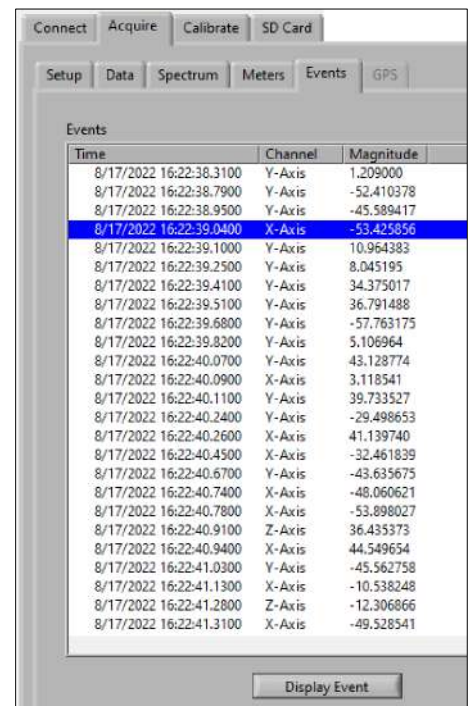 Connect Acquire Calibrate SD Card
Setup Data Spectrum Meters Events GPS
Events
Time Channel Magnitude
8/17/2022 16:22:38.3100 Y-Axis 1.209000
8/17/2022 16:22:38.7900 Y-Axis -52.410378
8/17/2022 16:22:38.9500 Y-Axis -45.589417
8/17/2022 16:22:39.0400 X-Axis -53.425856
8/17/2022 16:22:39.1000 Y-Axis 10.964383
8/17/2022 16:22:39.2500 Y-Axis 8.045195
8/17/2022 16:22:39.4100 Y-Axis 34.375017
8/17/2022 16:22:39.5100 Y-Axis 36.791488
8/17/2022 16:22:39.6800 Y-Axis -57.763175
8/17/2022 16:22:39.8200 Y-Axis 5.106964
8/17/2022 16:22:40.0700 Y-Axis 43.128774
8/17/2022 16:22:40.0900 X-Axis 3.118541
8/17/2022 16:22:40.1100 Y-Axis 39.733527
8/17/2022 16:22:40.2400 Y-Axis -29.498653
8/17/2022 16:22:40.2600 X-Axis 41.139740
8/17/2022 16:22:40.4500 X-Axis -32.461839
8/17/2022 16:22:40.6700 Y-Axis -43.635675
8/17/2022 16:22:40.7400 X-Axis -48.060621
8/17/2022 16:22:40.7800 X-Axis -53.898027
8/17/2022 16:22:40.9100 Z-Axis 36.435373
8/17/2022 16:22:40.9400 X-Axis 44.549654
8/17/2022 16:22:41.0300 Y-Axis -45.562758
8/17/2022 16:22:41.1300 X-Axis -10.538248
8/17/2022 16:22:41.2800 Z-Axis -12.306866
8/17/2022 16:22:41.3100 X-Axis -49.528541
Display Event